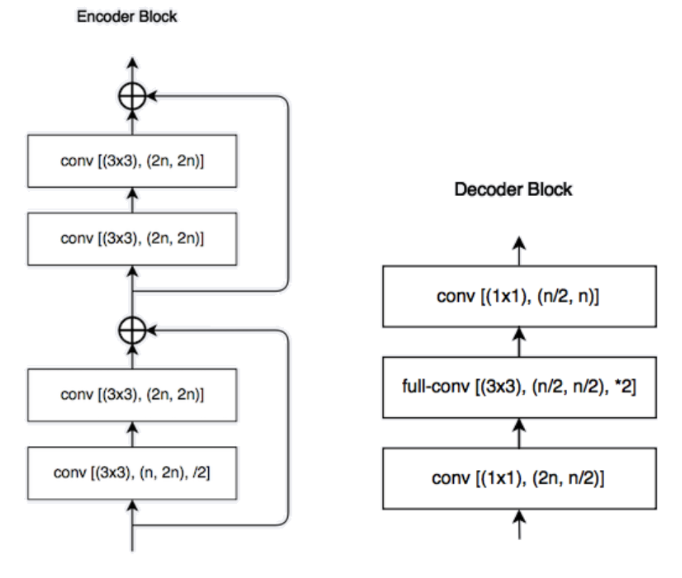 Encoder Block
conv [(3x3), (2n, 2n)]
conv [(3x3), (2n, 2n)]
conv [(3x3), (2n, 2n)]
conv [(3x3), (n, 2n), /2]
Decoder Block
conv [(1x1), (n/2, n)]
full-conv [(3x3), (n/2, n/2), *2]
conv [(1x1), (2n, n/2)]